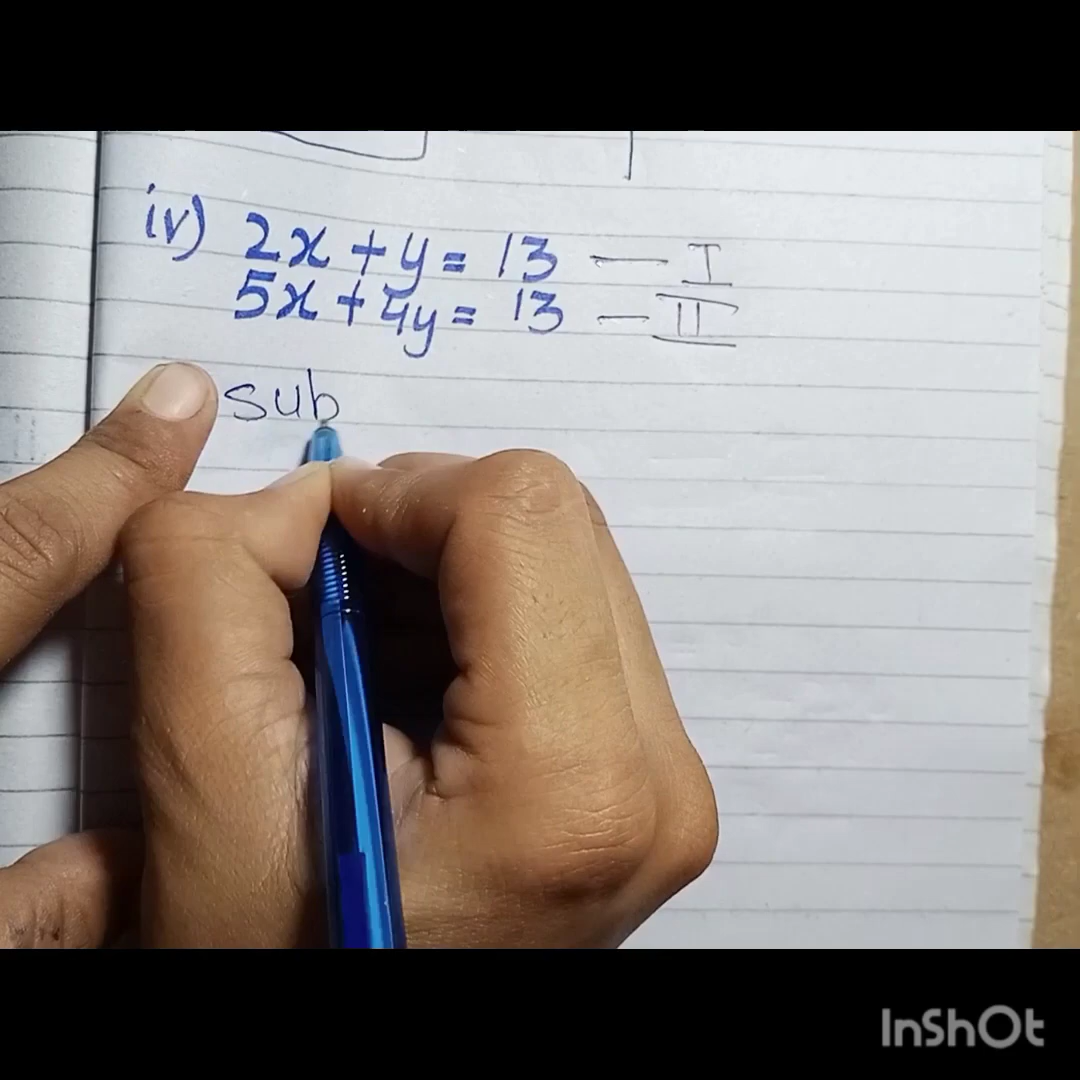 iv) 2x + y = 13 — I
5x + 4y = 13 — II
sub
InShOt